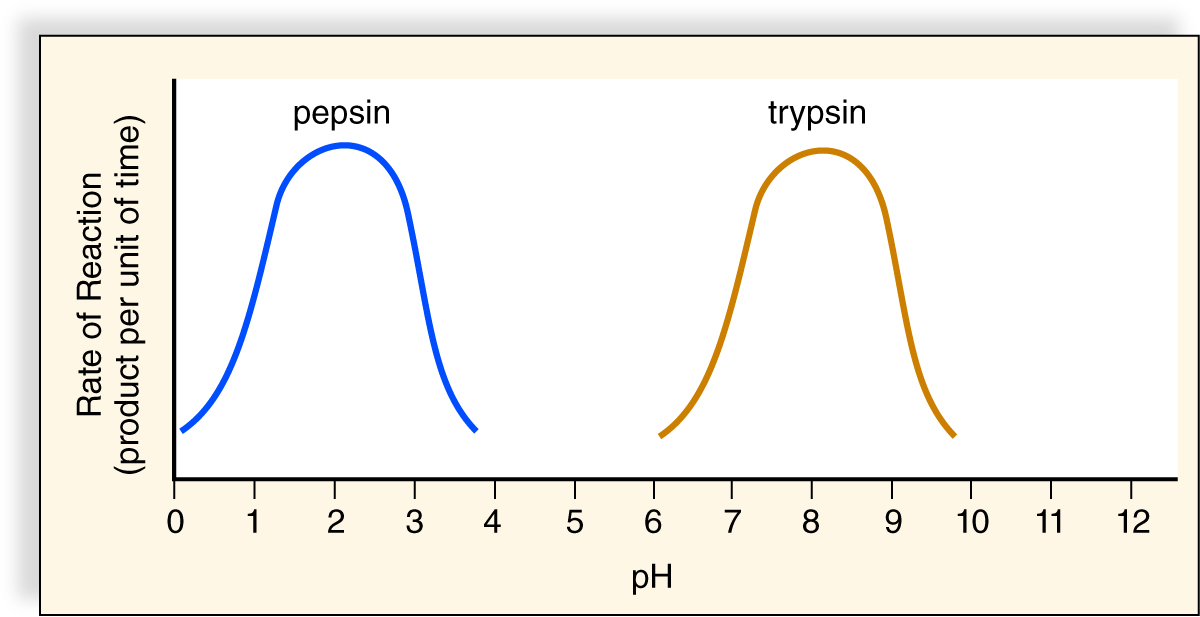 pepsin
trypsin
Rate of Reaction
(product per unit of time)
0 1 2 3 4 5 6 7 8 9 10 11 12
pH